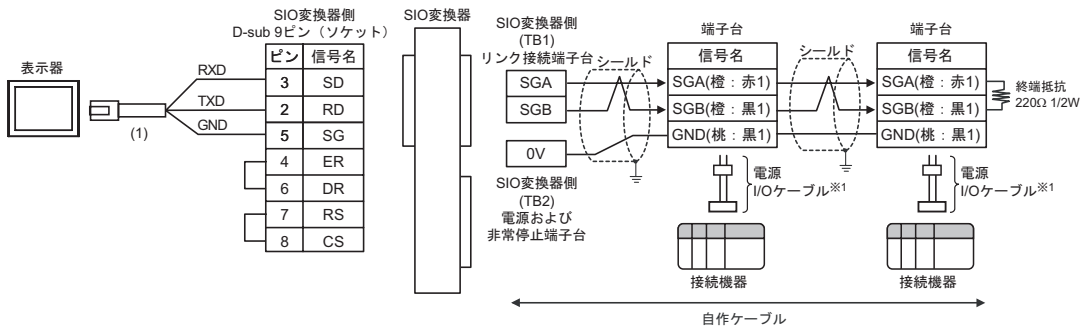 表示器
(1)
RXD
TXD
GND
SIO変換器側
D-sub 9ピン（ソケット）
ピン 信号名
3 SD
2 RD
5 SG
4 ER
6 DR
7 RS
8 CS
SIO変換器
SIO変換器側
(TB1)
リンク接続端子台
SGA
SGB
0V
SIO変換器側
(TB2)
電源および
非常停止端子台
シールド
端子台
信号名
SGA(橙：赤1)
SGB(橙：黒1)
GND(桃：黒1)
電源
I/Oケーブル※1
接続機器
シールド
端子台
信号名
SGA(橙：赤1)
SGB(橙：黒1)
GND(桃：黒1)
終端抵抗
220Ω 1/2W
電源
I/Oケーブル※1
接続機器
自作ケーブル